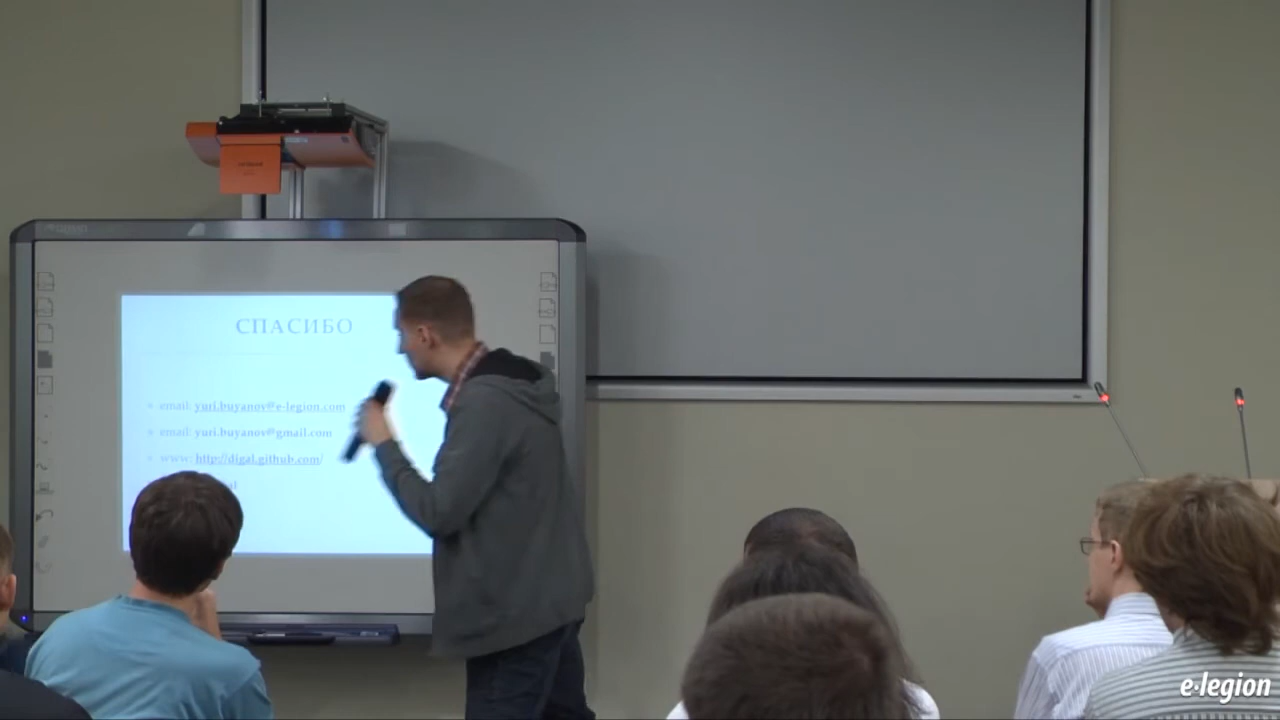 СПАСИБО
email: yuri.buyanov@e-legion.com
email: yuri.buyanov@gmail.com
www: http://digal.github.com/
e·legion